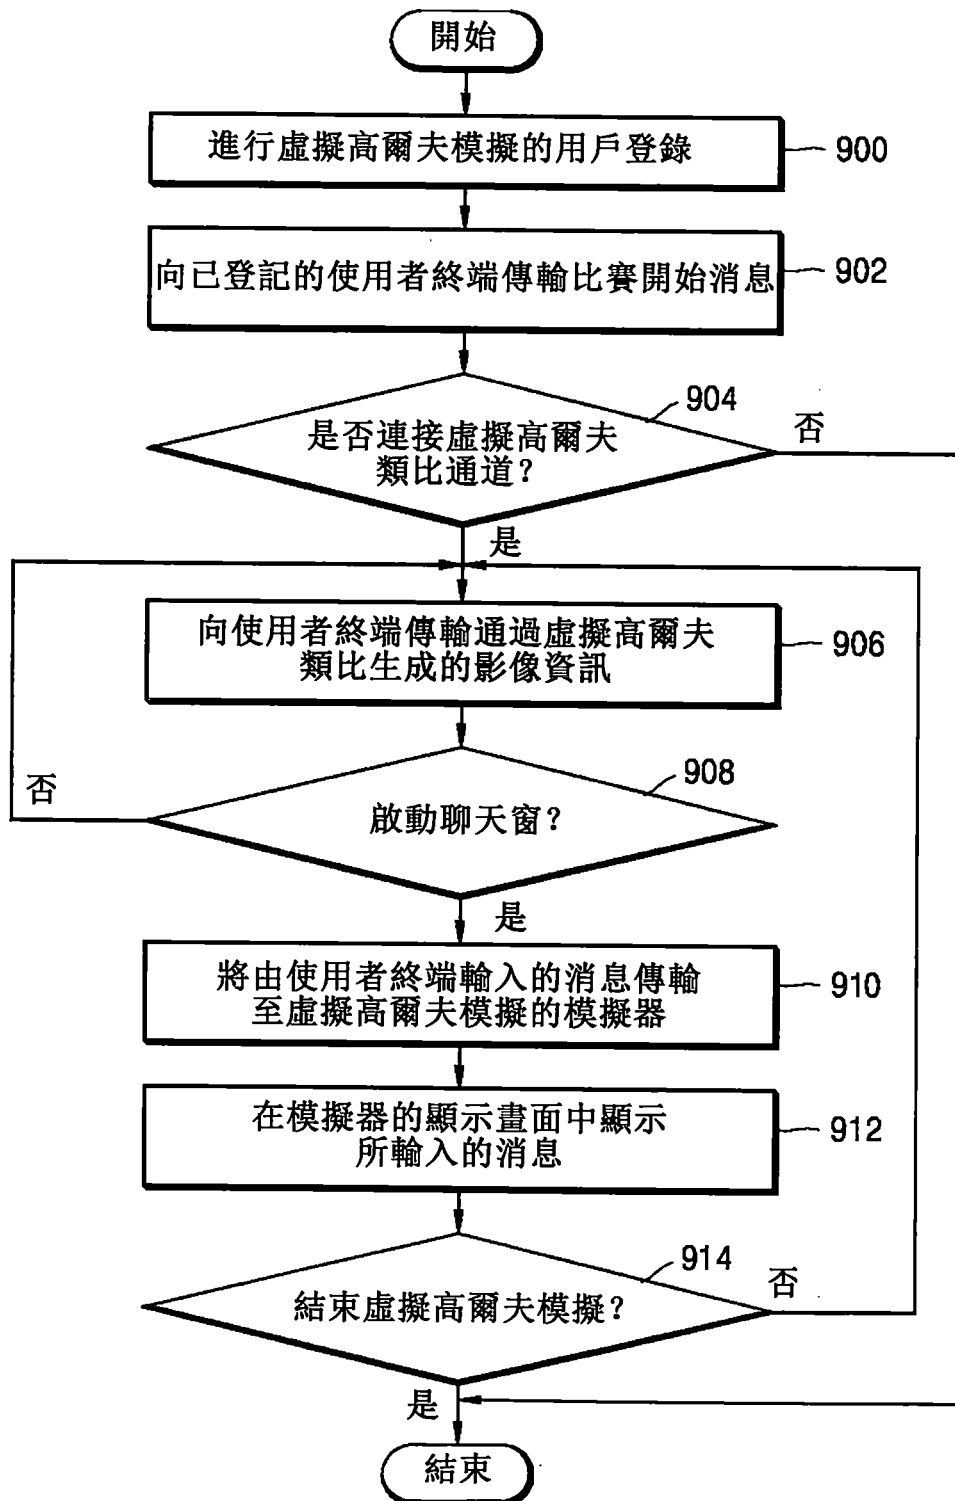 開始
進行虛擬高爾夫模擬的用戶登錄
900
向已登記的使用者終端傳輸比賽開始消息
902
904
是否連接虛擬高爾夫
類比通道？
否
是
向使用者終端傳輸通過虛擬高爾夫
類比生成的影像資訊
906
908
啟動聊天窗？
否
是
將由使用者終端輸入的消息傳輸
至虛擬高爾夫模擬的模擬器
910
在模擬器的顯示畫面中顯示
所輸入的消息
912
914
結束虛擬高爾夫模擬？
否
是
結束